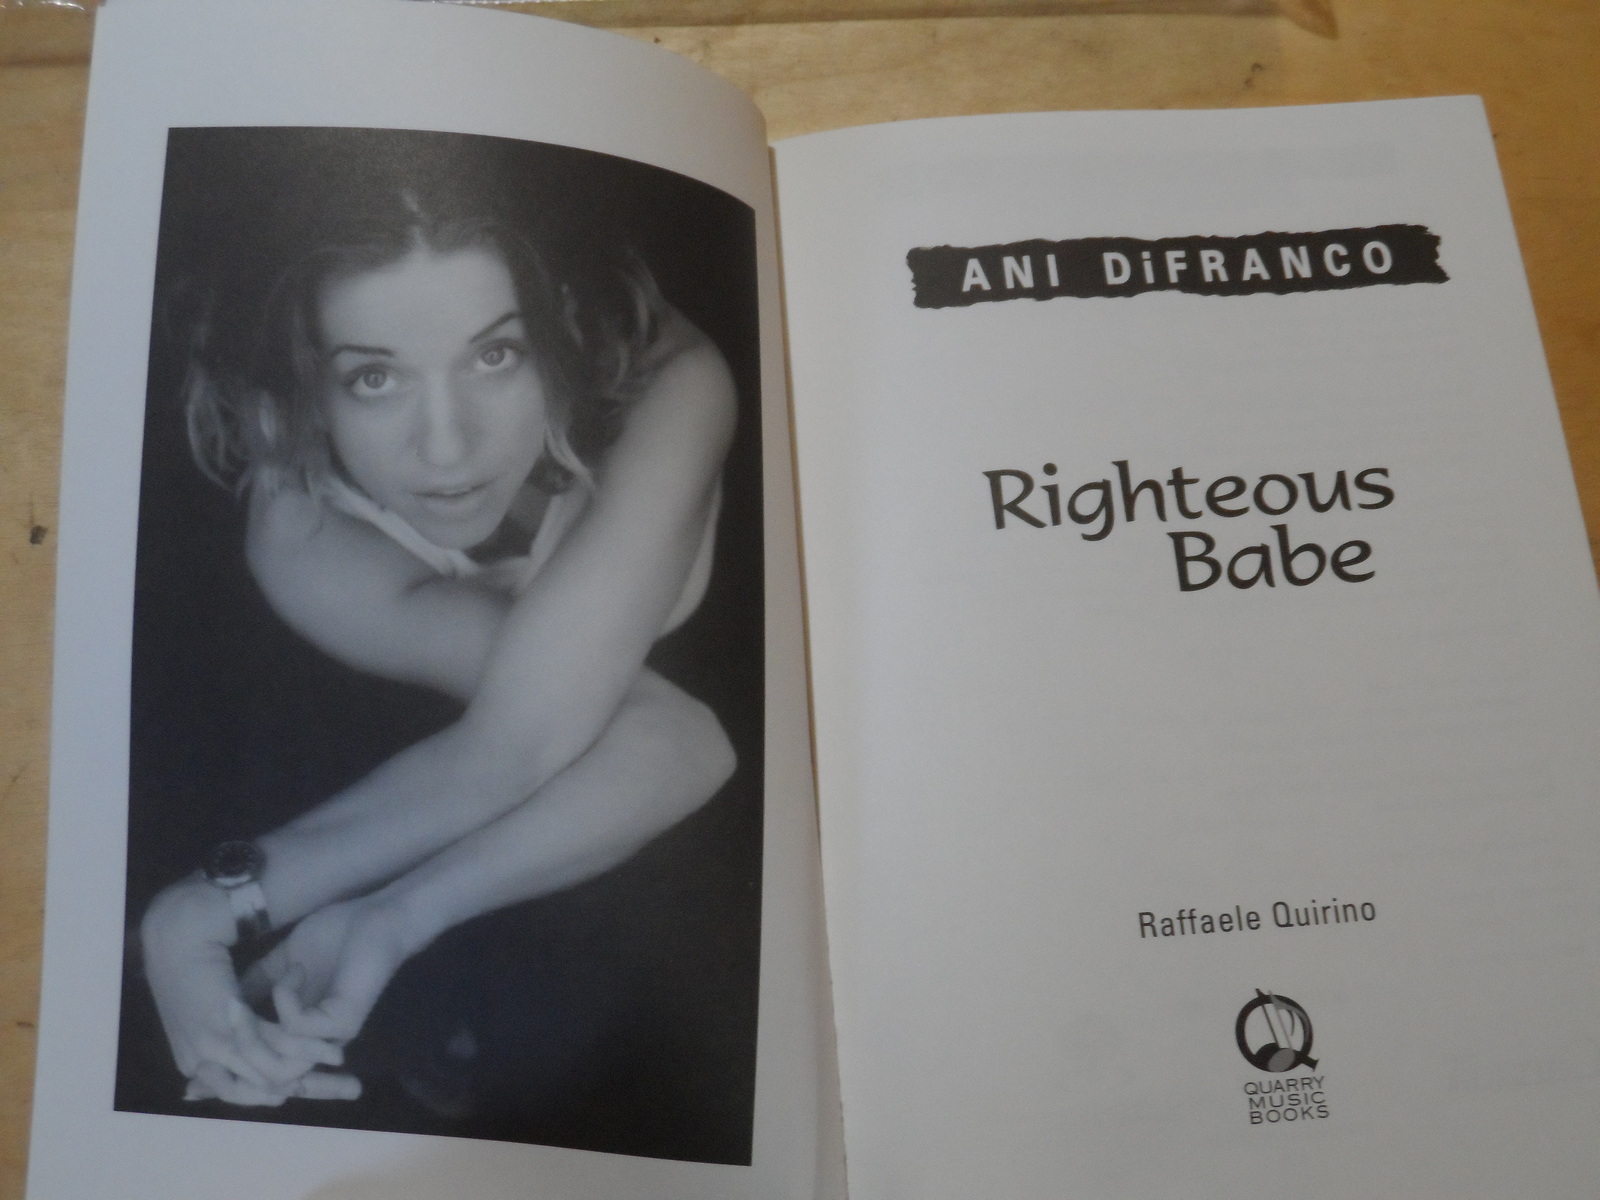 ANI DiFRANCO
Righteous
Babe
Raffaele Quirino
QUARRY
MUSIC
BOOKS